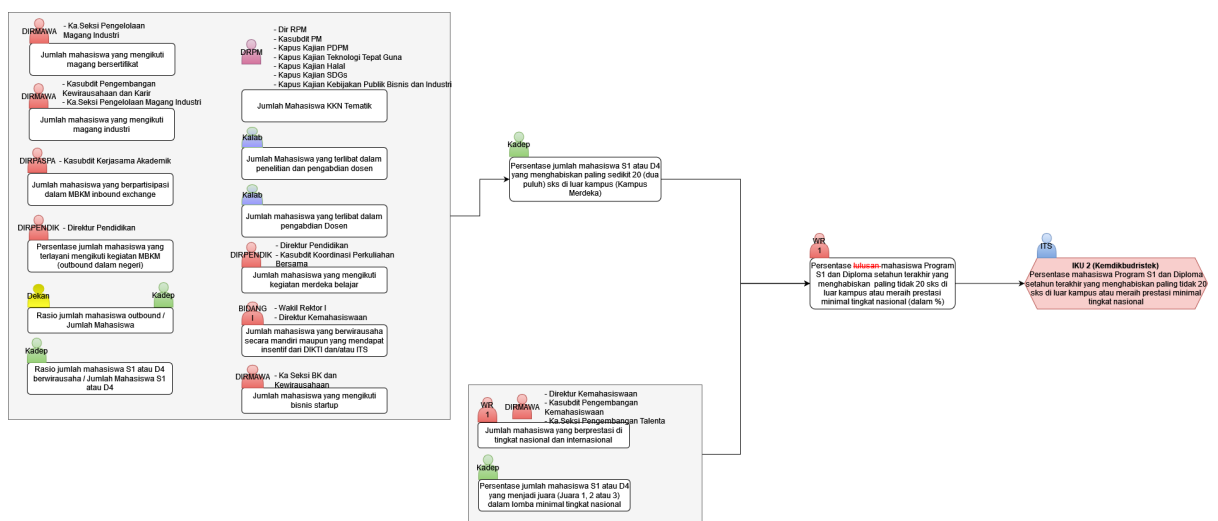 DIRMAWA
- Ka.Seksi Pengelolaan
Magang Industri
Jumlah mahasiswa yang mengikuti
magang bersertifikat
DIRMAWA
- Kasubdit Pengembangan
Kewirausahaan dan Karir
- Ka.Seksi Pengelolaan Magang Industri
Jumlah mahasiswa yang mengikuti
magang industri
DIRPASPA
- Kasubdit Kerjasama Akademik
Jumlah mahasiswa yang berpartisipasi
dalam MBKM inbound exchange
DIRPENDIK
- Direktur Pendidikan
Persentase jumlah mahasiswa yang
terlayani mengikuti kegiatan MBKM
(outbound dalam negeri)
Dekan
Kadep
Rasio jumlah mahasiswa outbound /
Jumlah Mahasiswa
Kadep
Rasio jumlah mahasiswa S1 atau D4
berwirausaha / Jumlah Mahasiswa S1
atau D4
DRPM
- Dir RPM
- Kasubdit PM
- Kapus Kajian PDPM
- Kapus Kajian Teknologi Tepat Guna
- Kapus Kajian Halal
- Kapus Kajian SDGs
- Kapus Kajian Kebijakan Publik Bisnis dan Industri
Jumlah Mahasiswa KKN Tematik
Kalab
Jumlah Mahasiswa yang terlibat dalam
penelitian dan pengabdian dosen
Kalab
Jumlah mahasiswa yang terlibat dalam
pengabdian Dosen
DIRPENDIK
- Direktur Pendidikan
- Kasubdit Koordinasi Perkuliahan
Bersama
Jumlah mahasiswa yang mengikuti
kegiatan merdeka belajar
BIDANG
I
- Wakil Rektor I
- Direktur Kemahasiswaan
Jumlah mahasiswa yang berwirausaha
secara mandiri maupun yang mendapat
insentif dari DIKTI dan/atau ITS
DIRMAWA
- Ka Seksi BK dan
Kewirausahaan
Jumlah mahasiswa yang mengikuti
bisnis startup
Kadep
Persentase jumlah mahasiswa S1 atau D4
yang menghabiskan paling sedikit 20 (dua
puluh) sks di luar kampus (Kampus
Merdeka)
WR
1
DIRMAWA
- Direktur Kemahasiswaan
- Kasubdit Pengembangan
Kemahasiswaan
- Ka.Seksi Pengembangan Talenta
Jumlah mahasiswa yang berprestasi di
tingkat nasional dan internasional
Kadep
Persentase jumlah mahasiswa S1 atau D4
yang menjadi juara (Juara 1, 2 atau 3)
dalam lomba minimal tingkat nasional
WR
1
Persentase lulusan mahasiswa Program
S1 dan Diploma setahun terakhir yang
menghabiskan paling tidak 20 sks di
luar kampus atau meraih prestasi
minimal tingkat nasional (dalam %)
ITS
IKU 2 (Kemdikbudristek)
Persentase mahasiswa Program S1 dan Diploma
setahun terakhir yang menghabiskan paling tidak 20
sks di luar kampus atau meraih prestasi minimal
tingkat nasional